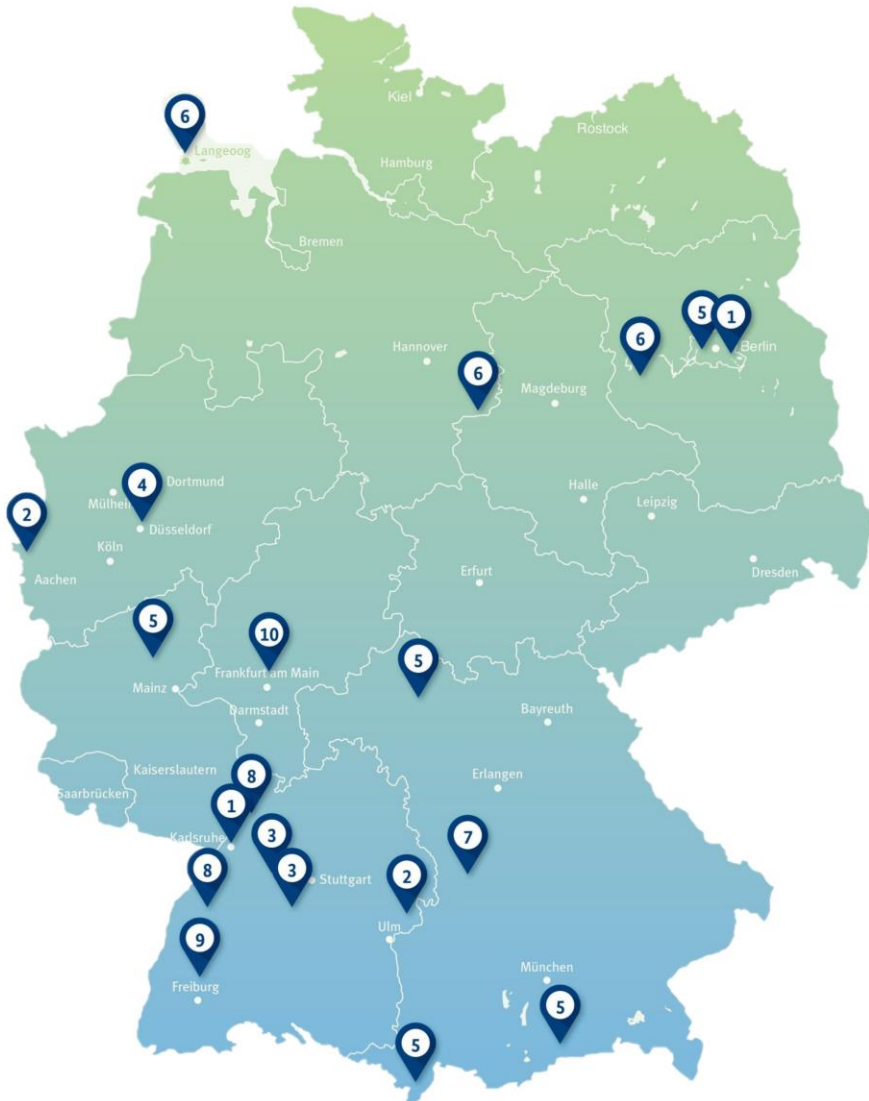 Kiel
Rostock
6
Langeoog
Hamburg
Bremen
5
1
6
Berlin
Hannover
6
Magdeburg
4
Dortmund
Halle
2
Mülhei
Leipzig
Düsseldorf
Köln
Erfurt
Dresden
Aachen
5
10
5
Frankfurt am Main
Mainz
Darmstadt
Bayreuth
Kaiserslautern
8
Erlangen
Saarbrücken
1
3
7
Karlsruhe
8
3
2
Stuttgart
Ulm
9
München
Freiburg
5
5